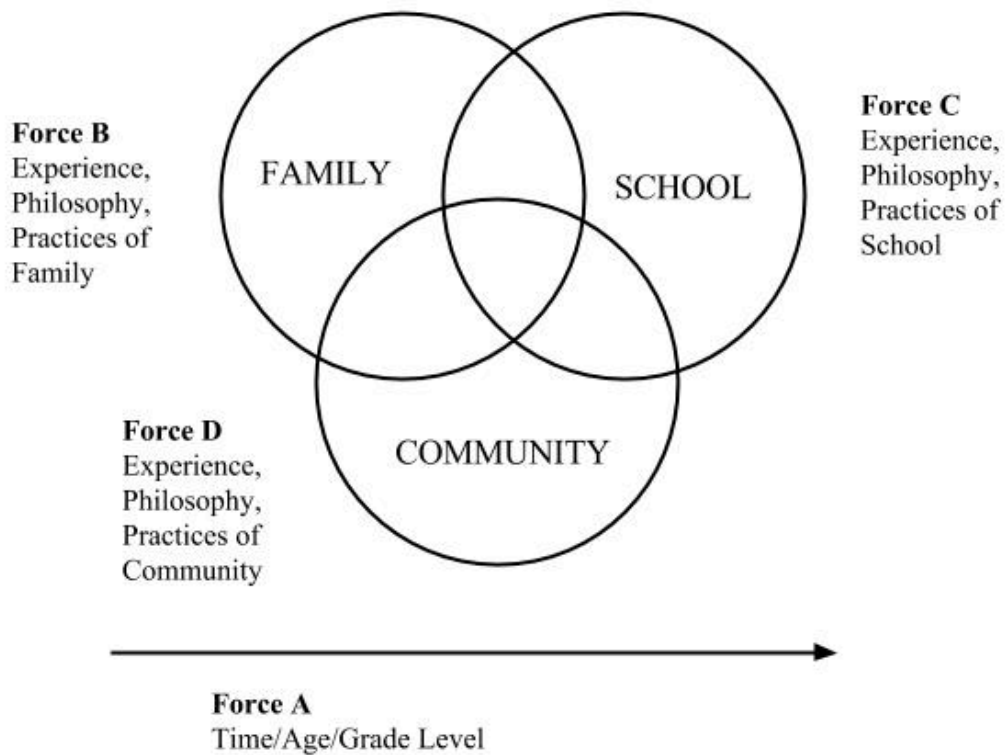 Force B
Experience,
Philosophy,
Practices of
Family
FAMILY
SCHOOL
Force C
Experience,
Philosophy,
Practices of
School
Force D
Experience,
Philosophy,
Practices of
Community
COMMUNITY
Force A
Time/Age/Grade Level